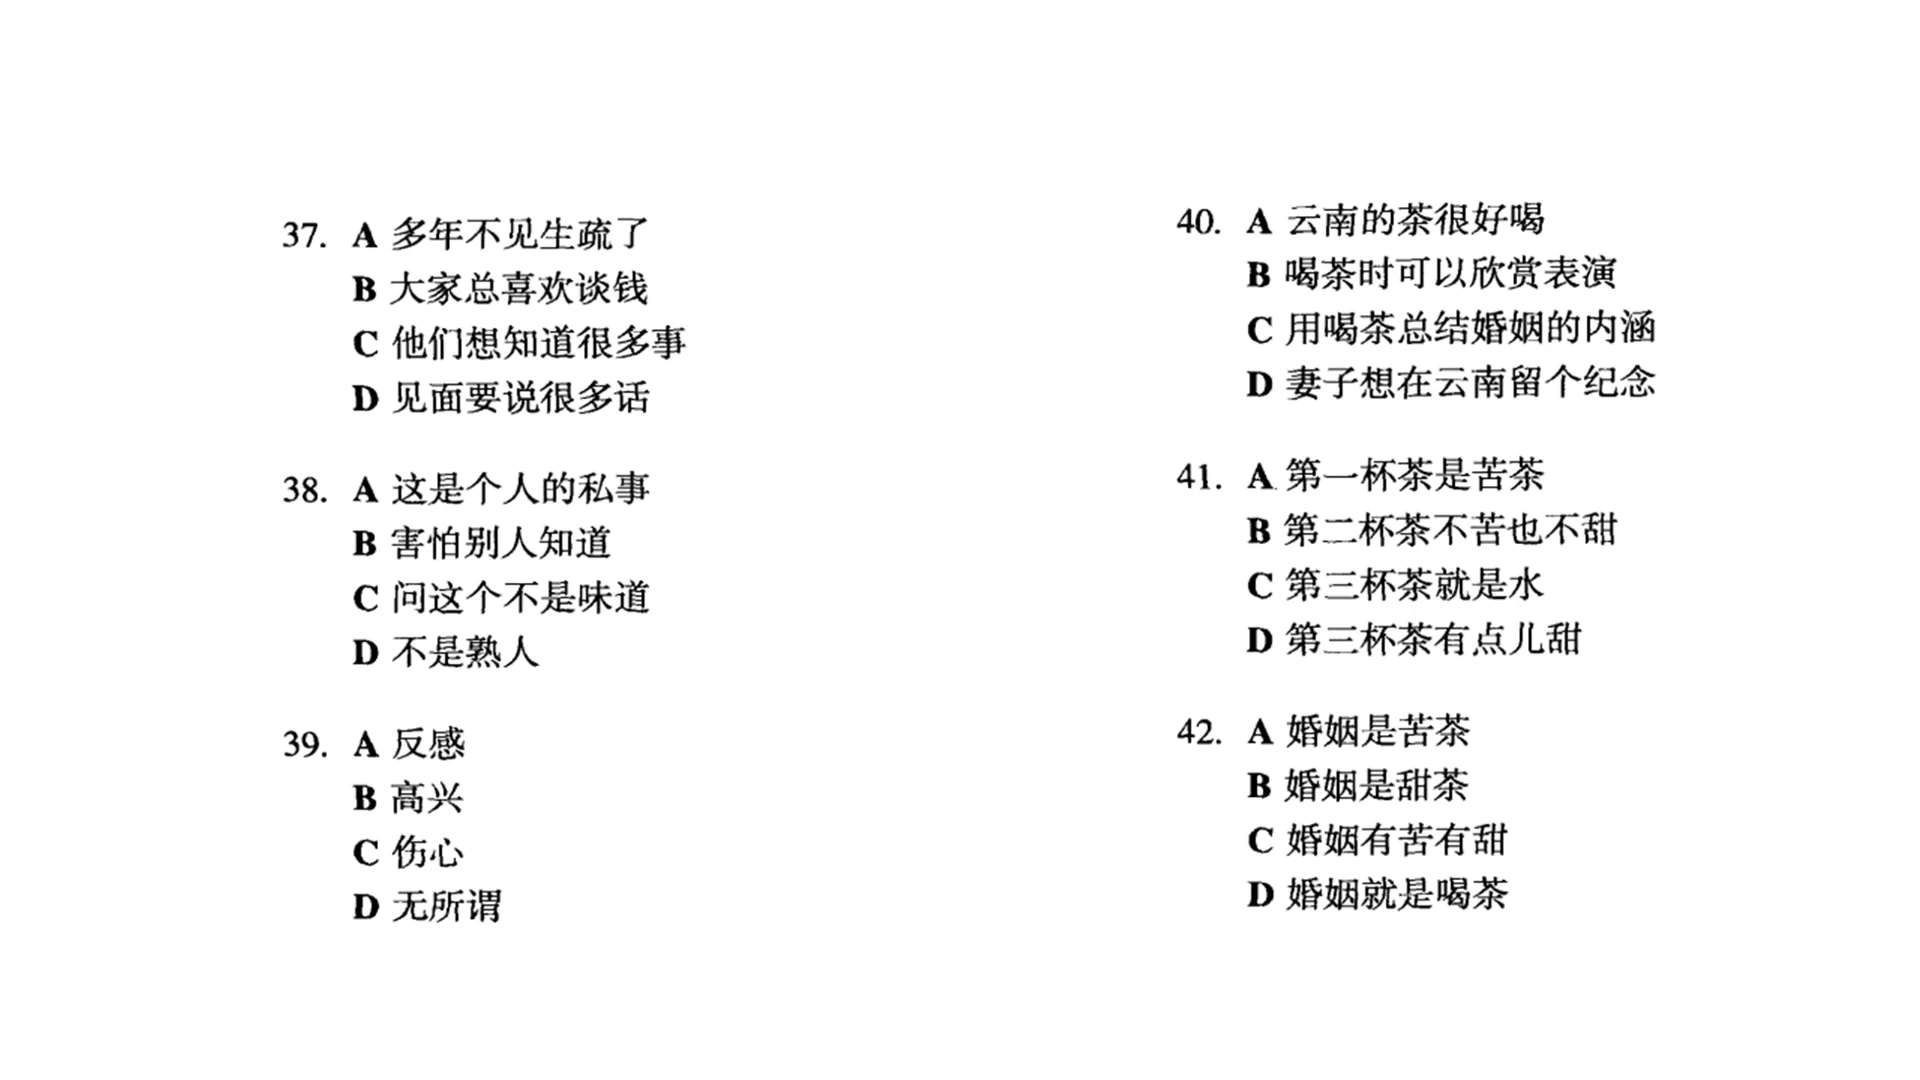 37. A 多年不见生疏了
B 大家总喜欢谈钱
C 他们想知道很多事
D 见面要说很多话
38. A 这是个人的私事
B 害怕别人知道
C 问这个不是味道
D 不是熟人
39. A 反感
B 高兴
C 伤心
D 无所谓
40. A 云南的茶很好喝
B 喝茶时可以欣赏表演
C 用喝茶总结婚姻的内涵
D 妻子想在云南留个纪念
41. A 第一杯茶是苦茶
B 第二杯茶不苦也不甜
C 第三杯茶就是水
D 第三杯茶有点儿甜
42. A 婚姻是苦茶
B 婚姻是甜茶
C 婚姻有苦有甜
D 婚姻就是喝茶